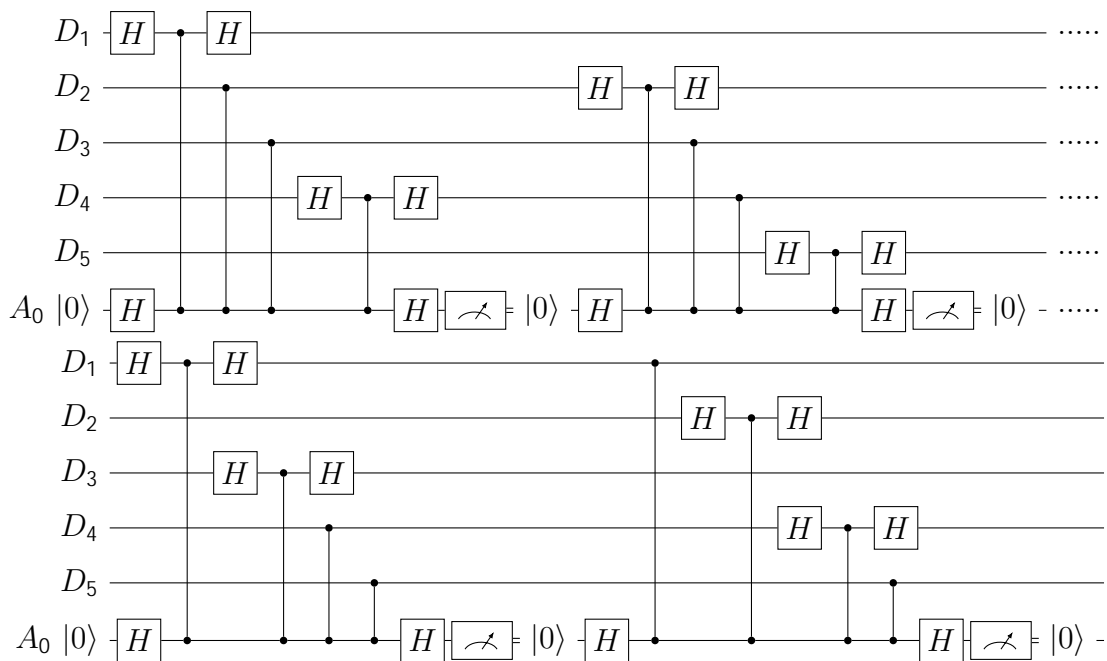 D₁ H H .....
D₂ H H .....
D₃ .....
D₄ H H .....
D₅ H H .....
A₀ |0⟩ H H = |0⟩ H H = |0⟩ .....
D₁ H H
D₂ H H
D₃ H H
D₄ H H
D₅
A₀ |0⟩ H H = |0⟩ H H = |0⟩